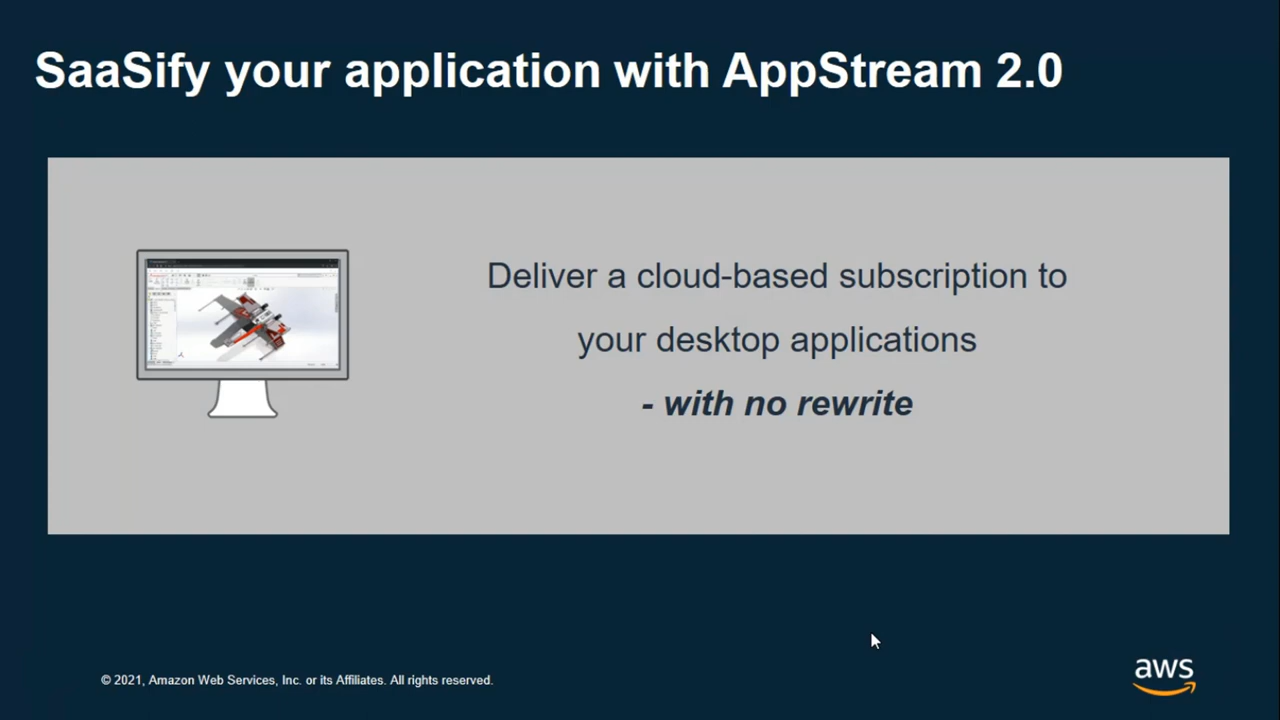 SaaSify your application with AppStream 2.0
Deliver a cloud-based subscription to
your desktop applications
- with no rewrite
© 2021, Amazon Web Services, Inc. or its Affiliates. All rights reserved.
aws